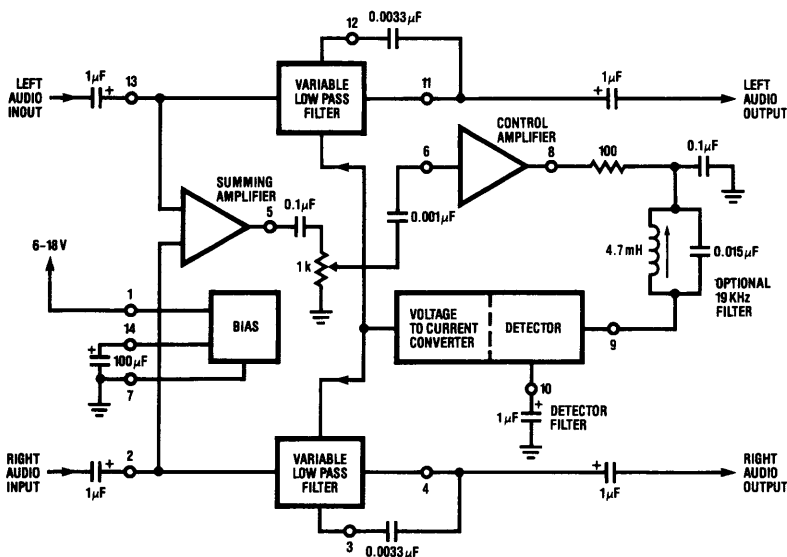 12
0.0033µF
1µF
+
13
VARIABLE
LOW PASS
FILTER
11
1µF
+
LEFT
AUDIO
INOUT
LEFT
AUDIO
OUTPUT
CONTROL
AMPLIFIER
6
8
100
0.1µF
SUMMING
AMPLIFIER
5
0.1µF
0.001µF
1k
4.7mH
0.015µF
OPTIONAL
19KHz
FILTER
6-18V
1
14
+
100µF
7
BIAS
VOLTAGE
TO CURRENT
CONVERTER
DETECTOR
9
10
+
1µF
DETECTOR
FILTER
RIGHT
AUDIO
INPUT
+
1µF
2
VARIABLE
LOW PASS
FILTER
4
+
1µF
RIGHT
AUDIO
OUTPUT
3
0.0033µF